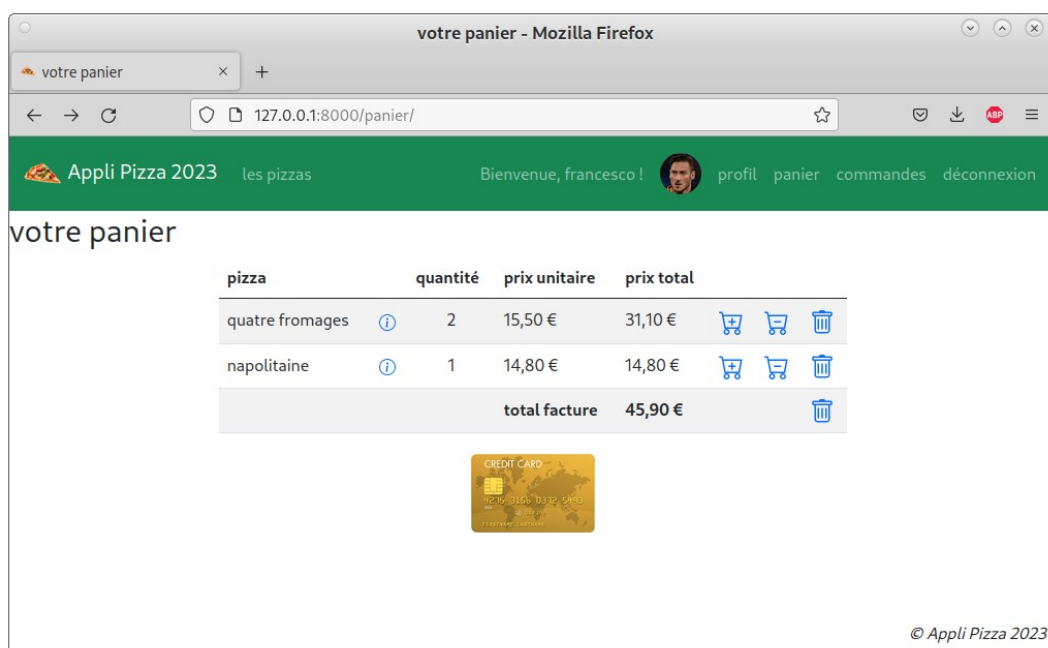 votre panier - Mozilla Firefox
votre panier
127.0.0.1:8000/panier/
ABP
Appli Pizza 2023 les pizzas Bienvenue, francesco ! profil panier commandes déconnexion
votre panier
pizza quantité prix unitaire prix total
quatre fromages 2 15,50 € 31,10 €
napolitaine 1 14,80 € 14,80 €
total facture 45,90 €
CREDIT CARD
© Appli Pizza 2023